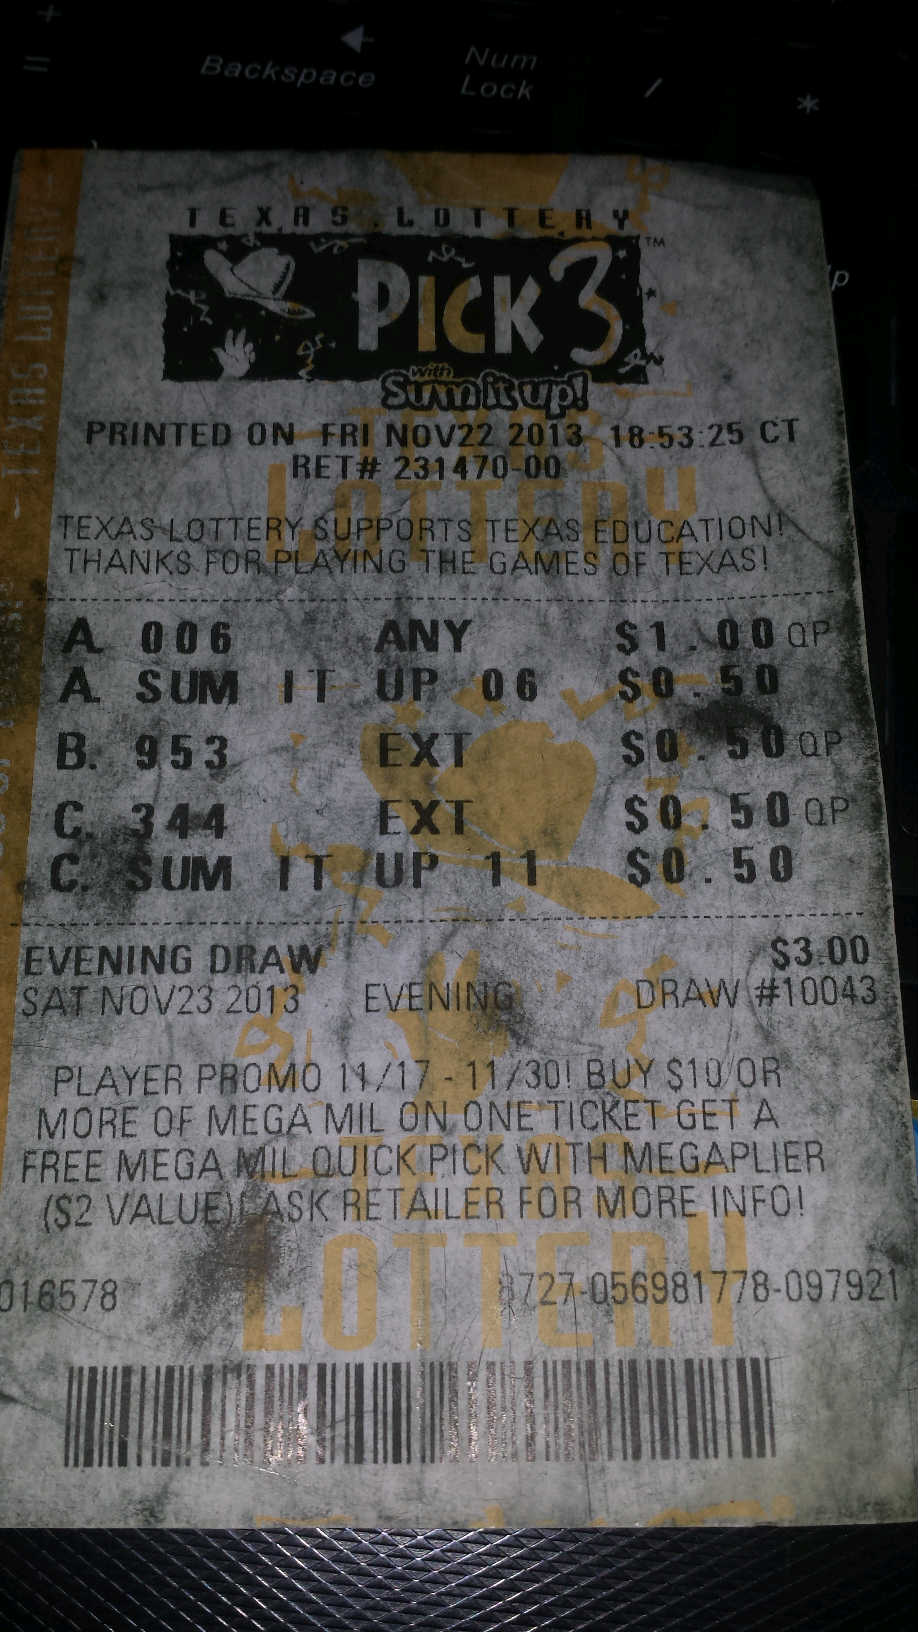 +
=
Backspace
Num
Lock
/
*
TEXAS LOTTERY
PICK 3™
with
Sum it up!
PRINTED ON FRI NOV22 2013 18:53:25 CT
RET# 231470-00
TEXAS LOTTERY SUPPORTS TEXAS EDUCATION!
THANKS FOR PLAYING THE GAMES OF TEXAS!
A. 006 ANY $1.00 QP
A. SUM IT UP 06 $0.50
B. 953 EXT $0.50 QP
C. 344 EXT $0.50 QP
C. SUM IT UP 11 $0.50
EVENING DRAW $3.00
SAT NOV23 2013 EVENING DRAW #10043
PLAYER PROMO 11/17 - 11/30! BUY $10 OR
MORE OF MEGA MIL ON ONE TICKET GET A
FREE MEGA MIL QUICK PICK WITH MEGAPLIER
($2 VALUE)! ASK RETAILER FOR MORE INFO!
016578 8727-056981778-097921
TEXAS LOTTERY
TEXAS
LOTTERY
TEXAS
LOTTERY